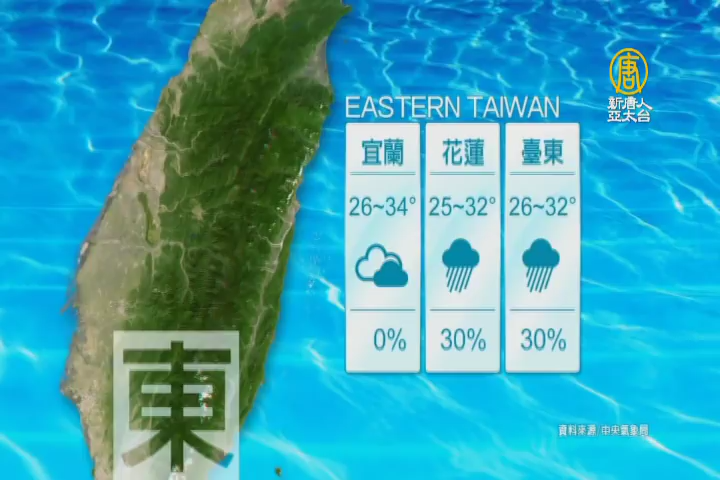 唐
新唐人
亞太台
EASTERN TAIWAN
宜蘭 花蓮 臺東
26~34° 25~32° 26~32°
0% 30% 30%
東
資料來源/中央氣象局